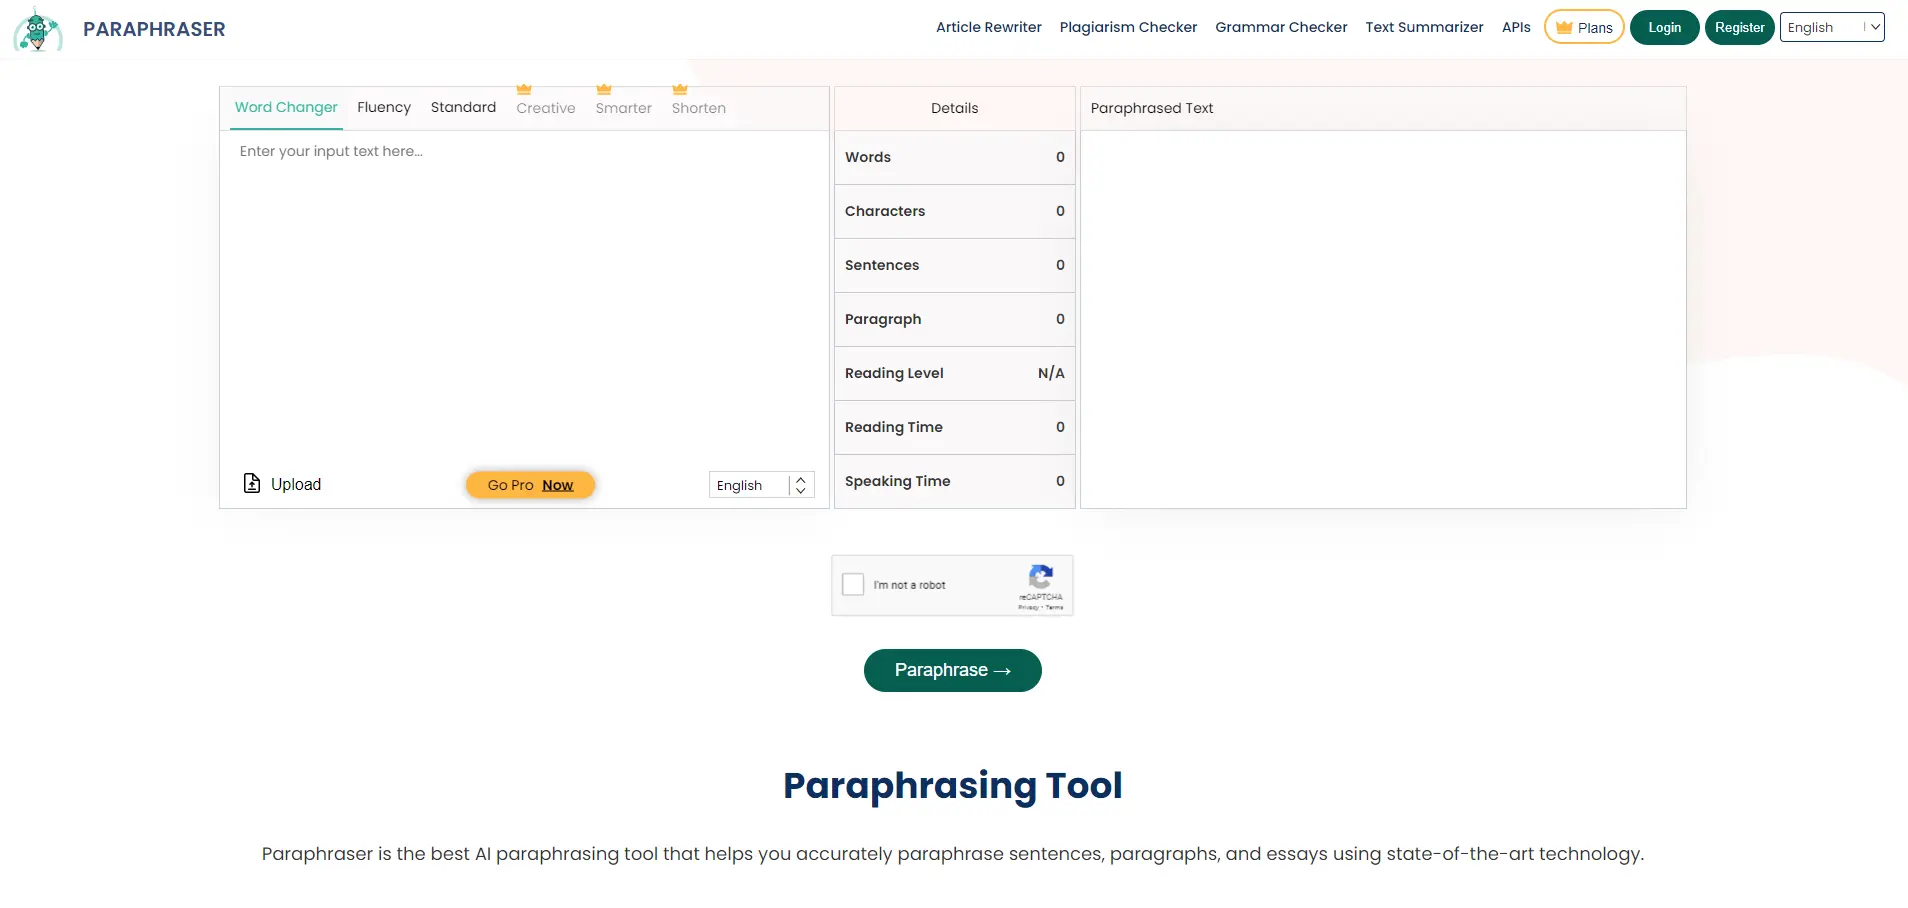 PARAPHRASER
Article Rewriter Plagiarism Checker Grammar Checker Text Summarizer APIs Plans Login Register English
Word Changer Fluency Standard Creative Smarter Shorten
Enter your input text here...
Upload Go Pro Now English
Details
Words 0
Characters 0
Sentences 0
Paragraph 0
Reading Level N/A
Reading Time 0
Speaking Time 0
Paraphrased Text
I'm not a robot
reCAPTCHA
Privacy - Terms
Paraphrase →
Paraphrasing Tool
Paraphraser is the best AI paraphrasing tool that helps you accurately paraphrase sentences, paragraphs, and essays using state-of-the-art technology.